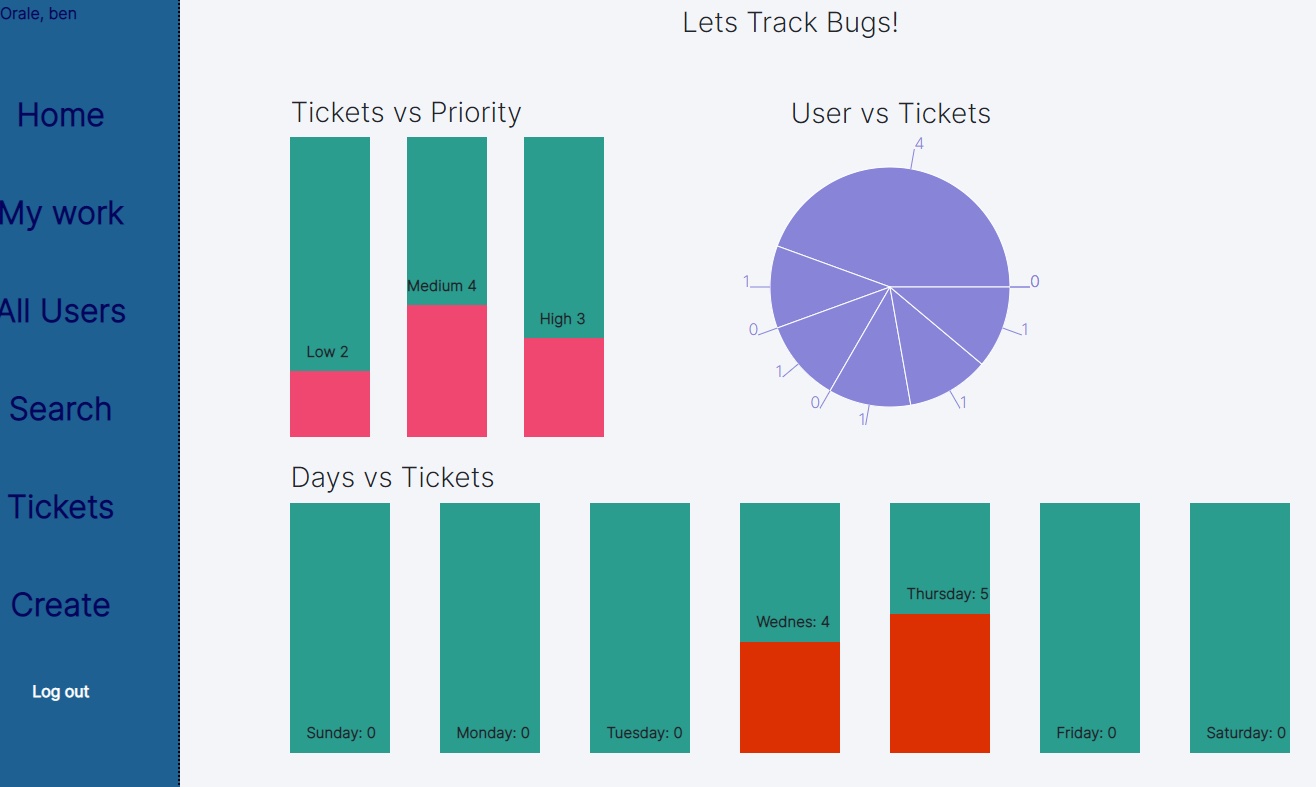 Orale, ben
Home
My work
All Users
Search
Tickets
Create
Log out
Lets Track Bugs!
Tickets vs Priority
Low 2
Medium 4
High 3
User vs Tickets
4
1
0
0
1
1
0
1
1
Days vs Tickets
Sunday: 0
Monday: 0
Tuesday: 0
Wednes: 4
Thursday: 5
Friday: 0
Saturday: 0